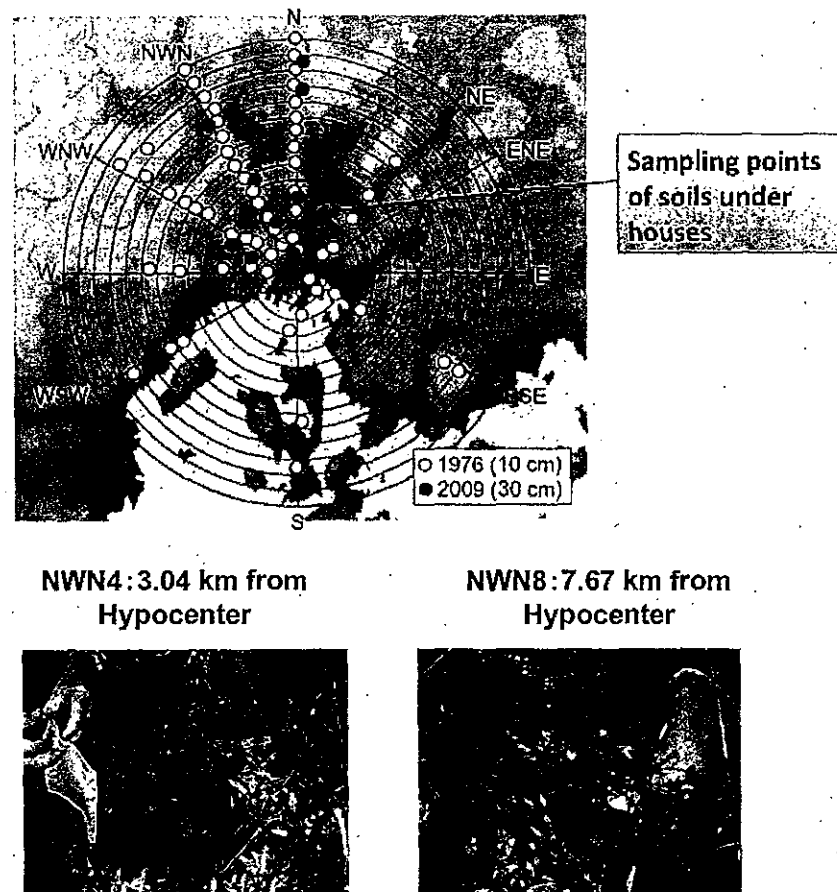 N
NWN
NE
WNW
ENE
Sampling points
of soils under
houses
W
E
WSW
SE
○ 1976 (10 cm)
● 2009 (30 cm)
S
NWN4:3.04 km from
Hypocenter
NWN8:7.67 km from
Hypocenter